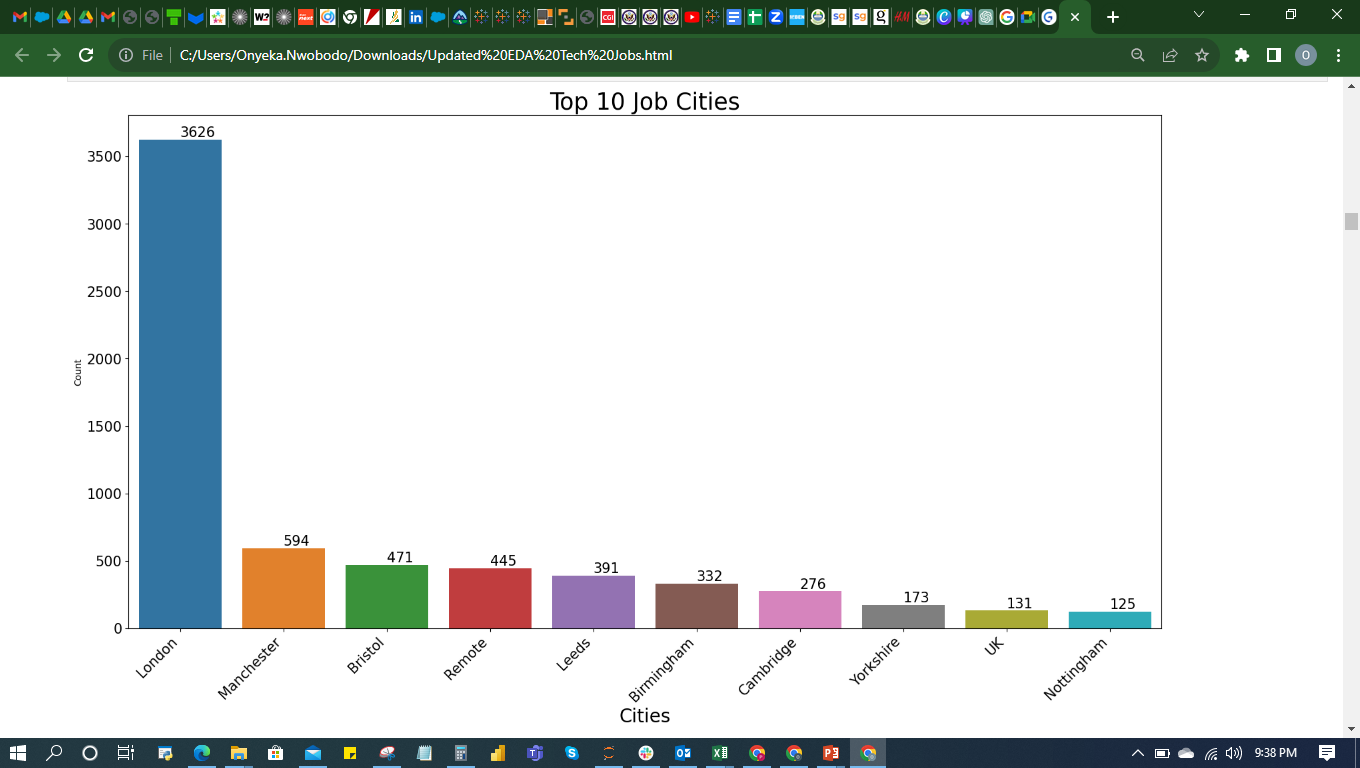 File
C:/Users/Onyeka.Nwobodo/Downloads/Updated%20EDA%20Tech%20Jobs.html
O
Top 10 Job Cities
3626
3500
3000
2500
2000
1500
1000
500
0
Count
594
471
445
391
332
276
173
131
125
London
Manchester
Bristol
Remote
Leeds
Birmingham
Cambridge
Yorkshire
UK
Nottingham
Cities
9:38 PM